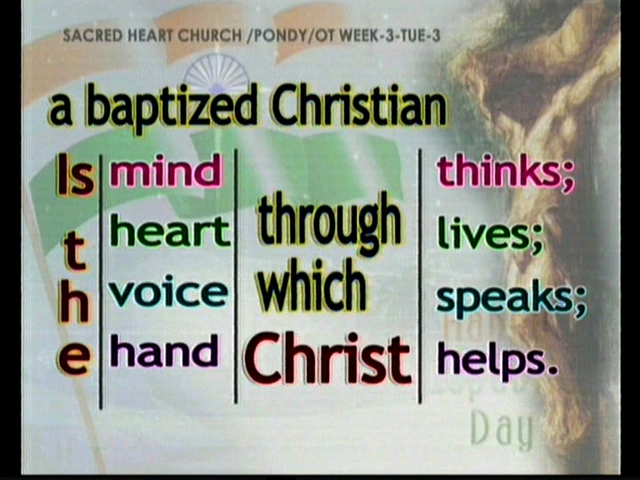 SACRED HEART CHURCH /PONDY/OT WEEK-3-TUE-3
a baptized Christian
Is mind thinks;
the heart through lives;
voice which speaks;
hand Christ helps.
Day